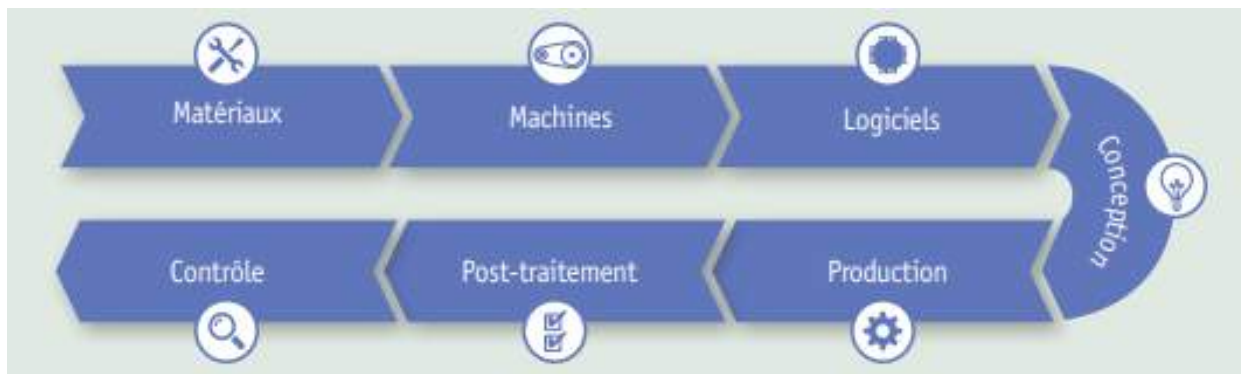 Matériaux
Machines
Logiciels
Conception
Production
Post-traitement
Contrôle